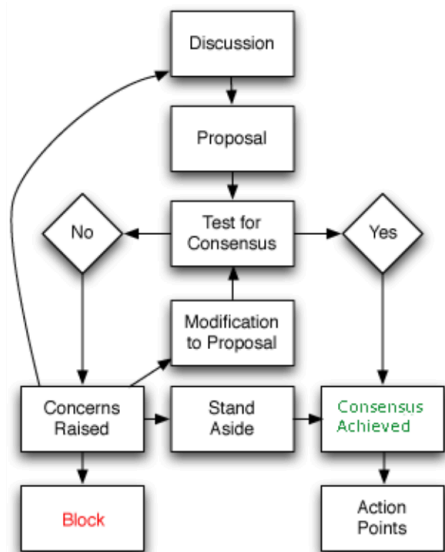 Discussion
Proposal
No
Test for
Consensus
Yes
Modification
to Proposal
Concerns
Raised
Stand
Aside
Consensus
Achieved
Block
Action
Points